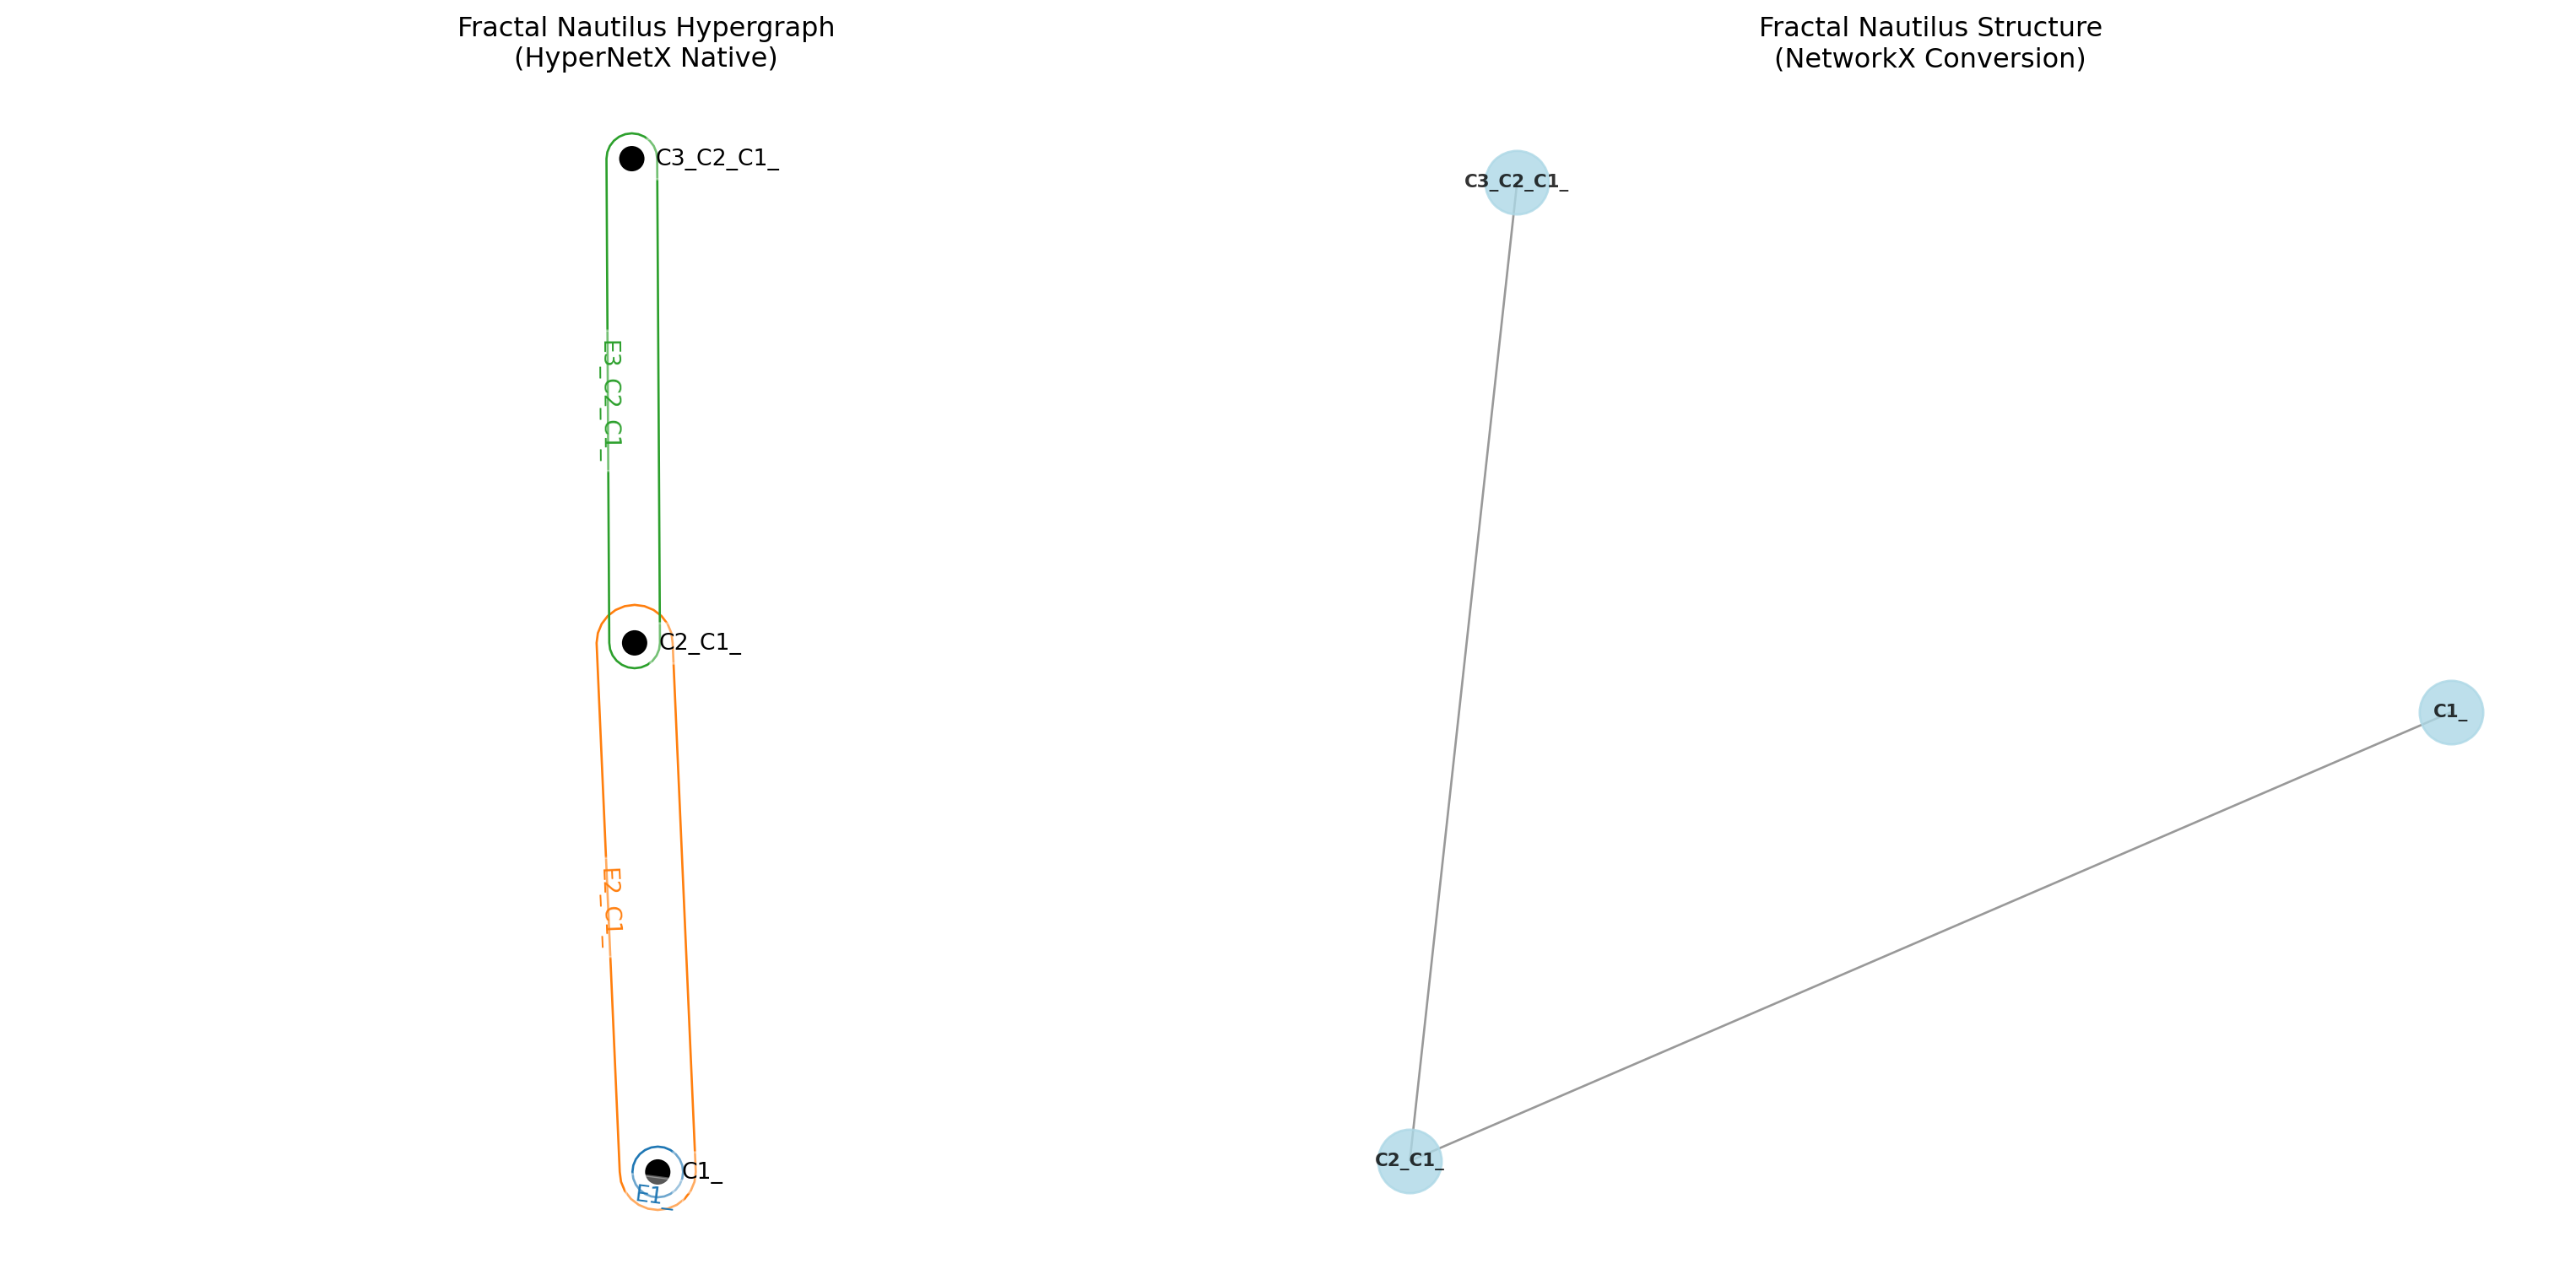 Fractal Nautilus Hypergraph
(HyperNetX Native)
C3_C2_C1_
E3_C2_C1_
C2_C1_
E2_C1_
C1_
E1_
Fractal Nautilus Structure
(NetworkX Conversion)
C3_C2_C1_
C1_
C2_C1_